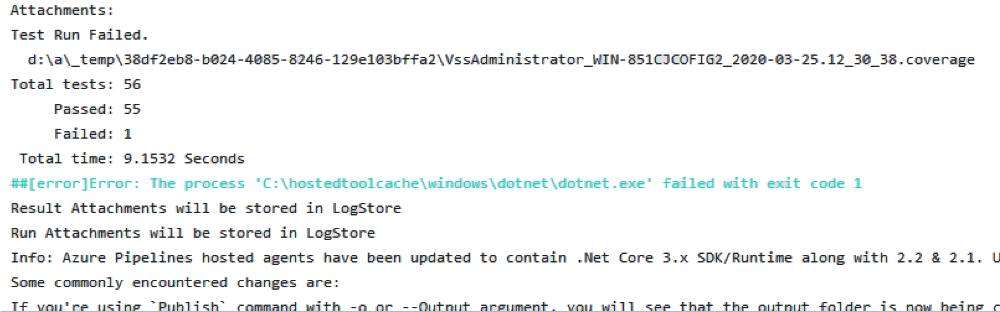 Attachments:
Test Run Failed.
d:\a\_temp\38df2eb8-b024-4085-8246-129e103bffa2\VssAdministrator_WIN-851CJCOFIG2_2020-03-25.12_30_38.coverage
Total tests: 56
Passed: 55
Failed: 1
Total time: 9.1532 Seconds
##[error]Error: The process 'C:\hostedtoolcache\windows\dotnet\dotnet.exe' failed with exit code 1
Result Attachments will be stored in LogStore
Run Attachments will be stored in LogStore
Info: Azure Pipelines hosted agents have been updated to contain .Net Core 3.x SDK/Runtime along with 2.2 & 2.1. U
Some commonly encountered changes are:
If you're using `Publish` command with -o or --Output argument, you will see that the output folder is now being